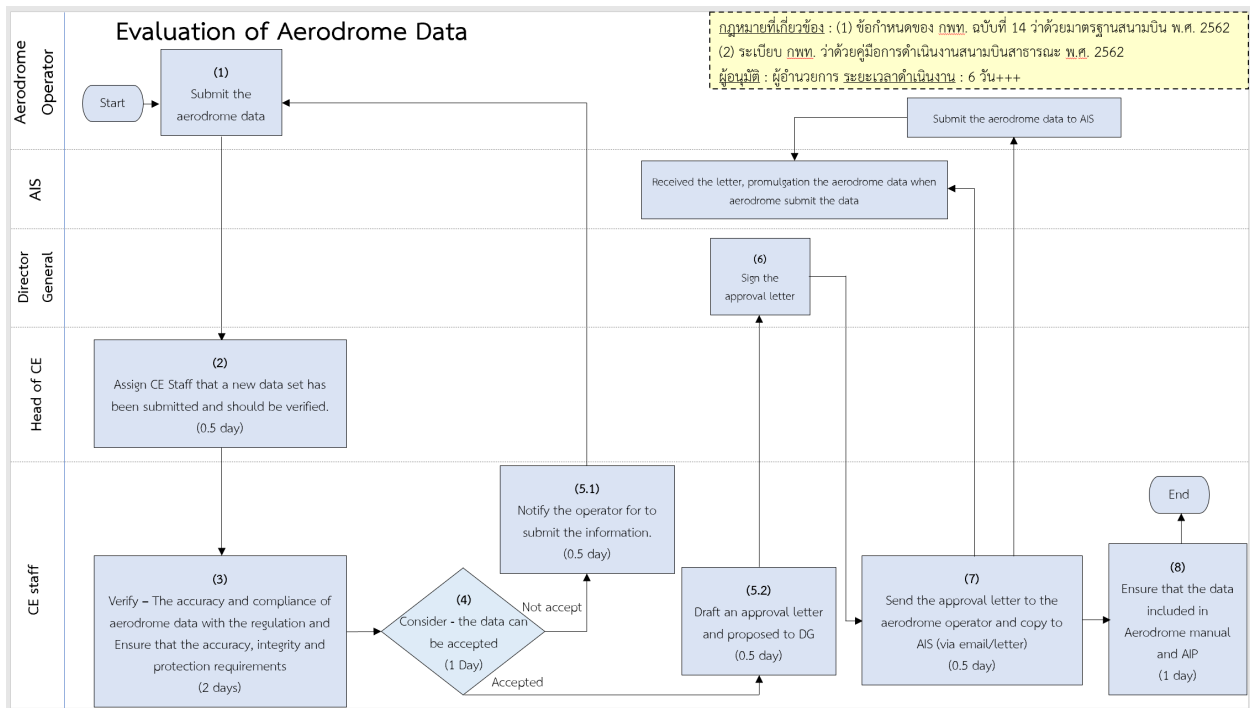 Evaluation of Aerodrome Data
กฎหมายที่เกี่ยวข้อง : (1) ข้อกำหนดของ กพท. ฉบับที่ 14 ว่าด้วยมาตรฐานสนามบิน พ.ศ. 2562
(2) ระเบียบ กพท. ว่าด้วยคู่มือการดำเนินงานสนามบินสาธารณะ พ.ศ. 2562
ผู้อนุมัติ : ผู้อำนวยการ ระยะเวลาดำเนินงาน : 6 วัน+++
Aerodrome
Operator
Start
(1)
Submit the
aerodrome data
Submit the aerodrome data to AIS
AIS
Received the letter, promulgation the aerodrome data when
aerodrome submit the data
Director
General
(6)
Sign the
approval letter
Head of CE
(2)
Assign CE Staff that a new data set has
been submitted and should be verified.
(0.5 day)
CE staff
(3)
Verify – The accuracy and compliance of
aerodrome data with the regulation and
Ensure that the accuracy, integrity and
protection requirements
(2 days)
(4)
Consider - the data can
be accepted
(1 Day)
Not accept
Accepted
(5.1)
Notify the operator for to
submit the information.
(0.5 day)
(5.2)
Draft an approval letter
and proposed to DG
(0.5 day)
(7)
Send the approval letter to the
aerodrome operator and copy to
AIS (via email/letter)
(0.5 day)
(8)
Ensure that the data
included in
Aerodrome manual
and AIP
(1 day)
End